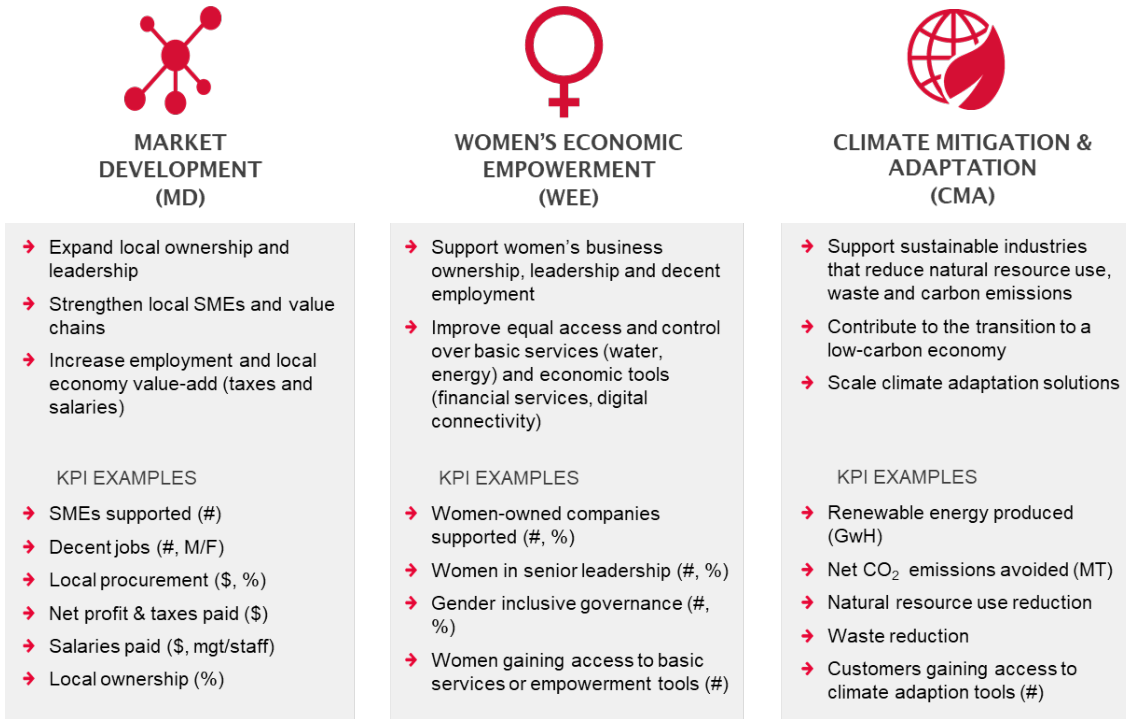 MARKET
DEVELOPMENT
(MD)
Expand local ownership and
leadership
Strengthen local SMEs and value
chains
Increase employment and local
economy value-add (taxes and
salaries)
KPI EXAMPLES
SMEs supported (#)
Decent jobs (#, M/F)
Local procurement ($, %)
Net profit & taxes paid ($)
Salaries paid ($, mgt/staff)
Local ownership (%)
WOMEN'S ECONOMIC
EMPOWERMENT
(WEE)
Support women's business
ownership, leadership and decent
employment
Improve equal access and control
over basic services (water,
energy) and economic tools
(financial services, digital
connectivity)
KPI EXAMPLES
Women-owned companies
supported (#, %)
Women in senior leadership (#, %)
Gender inclusive governance (#,
%)
Women gaining access to basic
services or empowerment tools (#)
CLIMATE MITIGATION &
ADAPTATION
(CMA)
Support sustainable industries
that reduce natural resource use,
waste and carbon emissions
Contribute to the transition to a
low-carbon economy
Scale climate adaptation solutions
KPI EXAMPLES
Renewable energy produced
(GwH)
Net CO₂ emissions avoided (MT)
Natural resource use reduction
Waste reduction
Customers gaining access to
climate adaption tools (#)